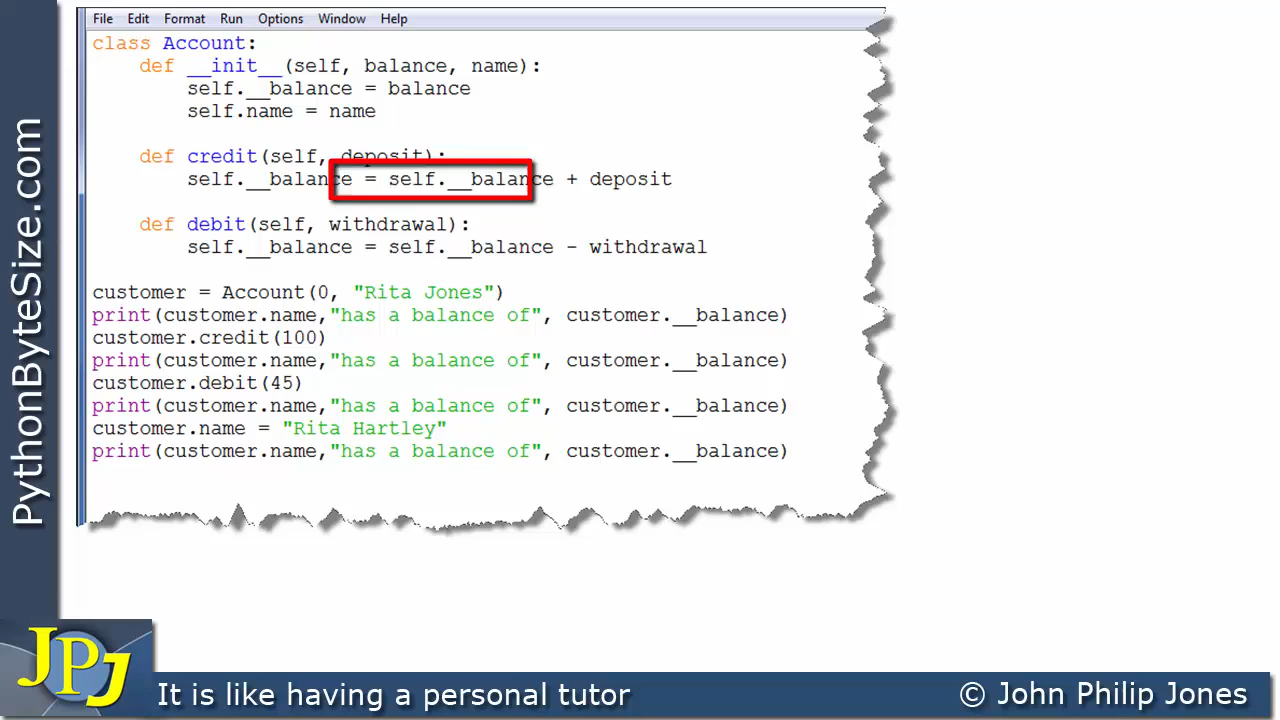 File Edit Format Run Options Window Help
class Account:
    def __init__(self, balance, name):
        self.__balance = balance
        self.name = name
    def credit(self, deposit):
        self.__balance = self.__balance + deposit
    def debit(self, withdrawal):
        self.__balance = self.__balance - withdrawal
customer = Account(0, "Rita Jones")
print(customer.name,"has a balance of", customer.__balance)
customer.credit(100)
print(customer.name,"has a balance of", customer.__balance)
customer.debit(45)
print(customer.name,"has a balance of", customer.__balance)
customer.name = "Rita Hartley"
print(customer.name,"has a balance of", customer.__balance)
PythonByteSize.com
JPJ
It is like having a personal tutor
© John Philip Jones